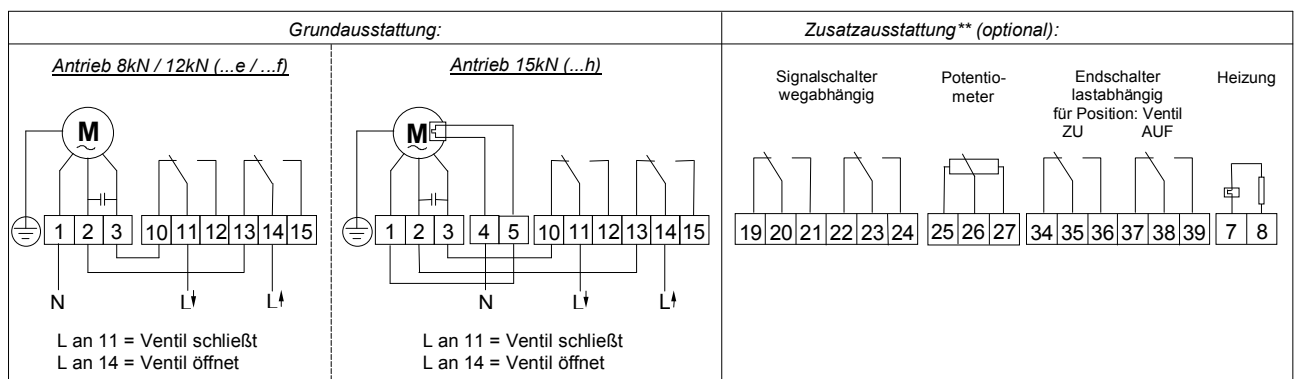 Grundausstattung:
Zusatzausstattung** (optional):
Antrieb 8kN / 12kN (...e / ...f)
Antrieb 15kN (...h)
Signalschalter
wegabhängig
Potentio-
meter
Endschalter
lastabhängig
für Position: Ventil
ZU AUF
Heizung
M
~
1 2 3 10 11 12 13 14 15
N L L
L an 11 = Ventil schließt
L an 14 = Ventil öffnet
M
~
1 2 3 4 5 10 11 12 13 14 15
N L L
L an 11 = Ventil schließt
L an 14 = Ventil öffnet
19 20 21 22 23 24
25 26 27
34 35 36 37 38 39
7 8